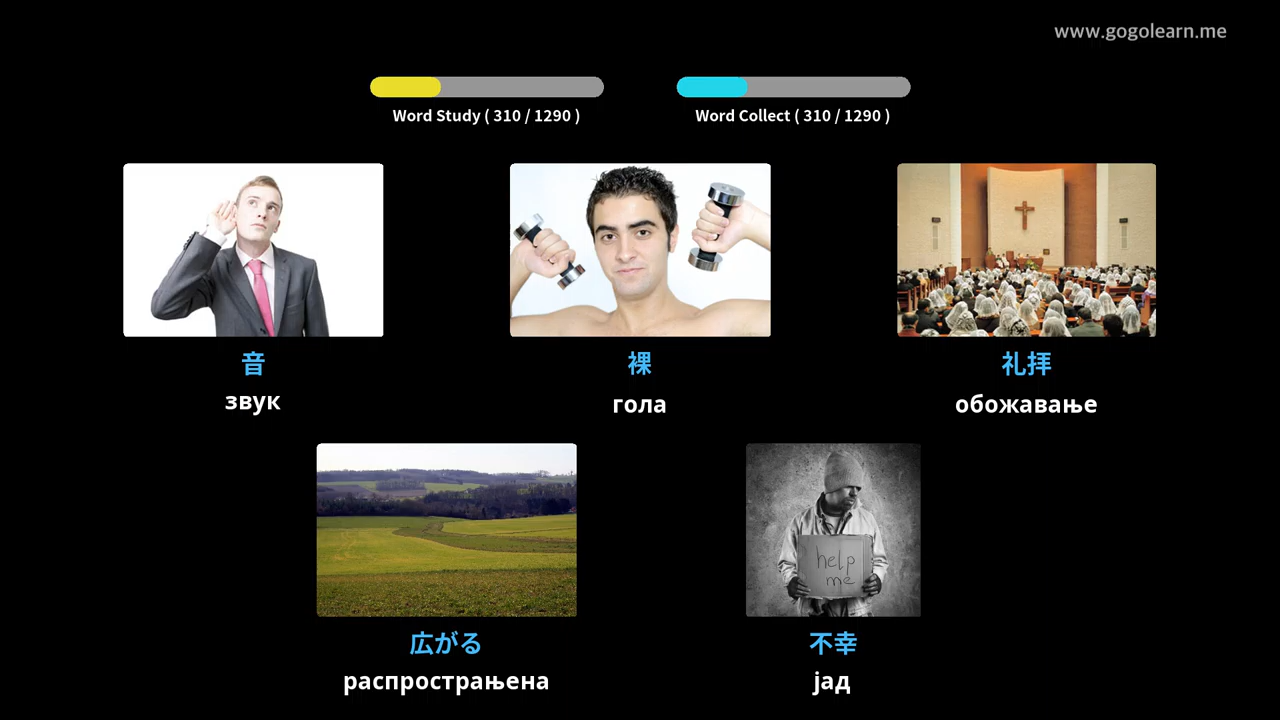 www.gogolearn.me
Word Study ( 310 / 1290 )
Word Collect ( 310 / 1290 )
音
звук
裸
гола
礼拝
обожавање
広がる
распрострањена
help
me
不幸
јад